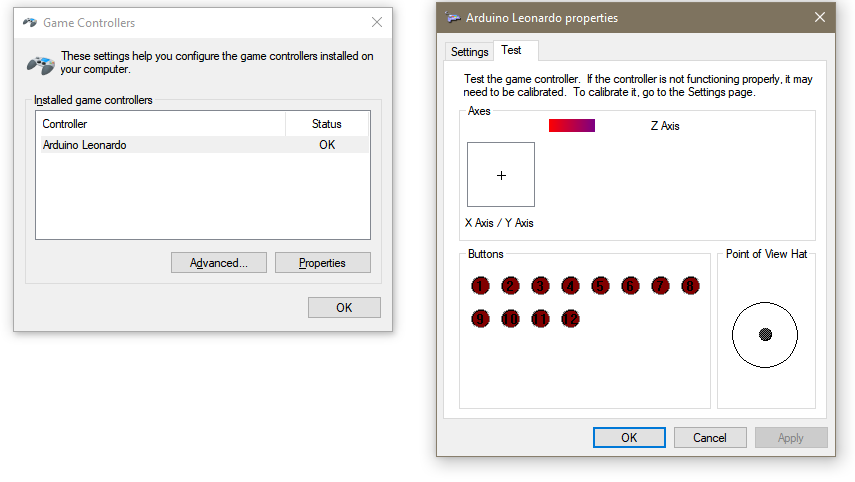 Game Controllers
These settings help you configure the game controllers installed on
your computer.
Installed game controllers
Controller Status
Arduino Leonardo OK
Advanced... Properties
OK
Arduino Leonardo properties
Settings Test
Test the game controller. If the controller is not functioning properly, it may
need to be calibrated. To calibrate it, go to the Settings page.
Axes
Z Axis
X Axis / Y Axis
Buttons
1 2 3 4 5 6 7 8
9 10 11 12
Point of View Hat
OK Cancel Apply